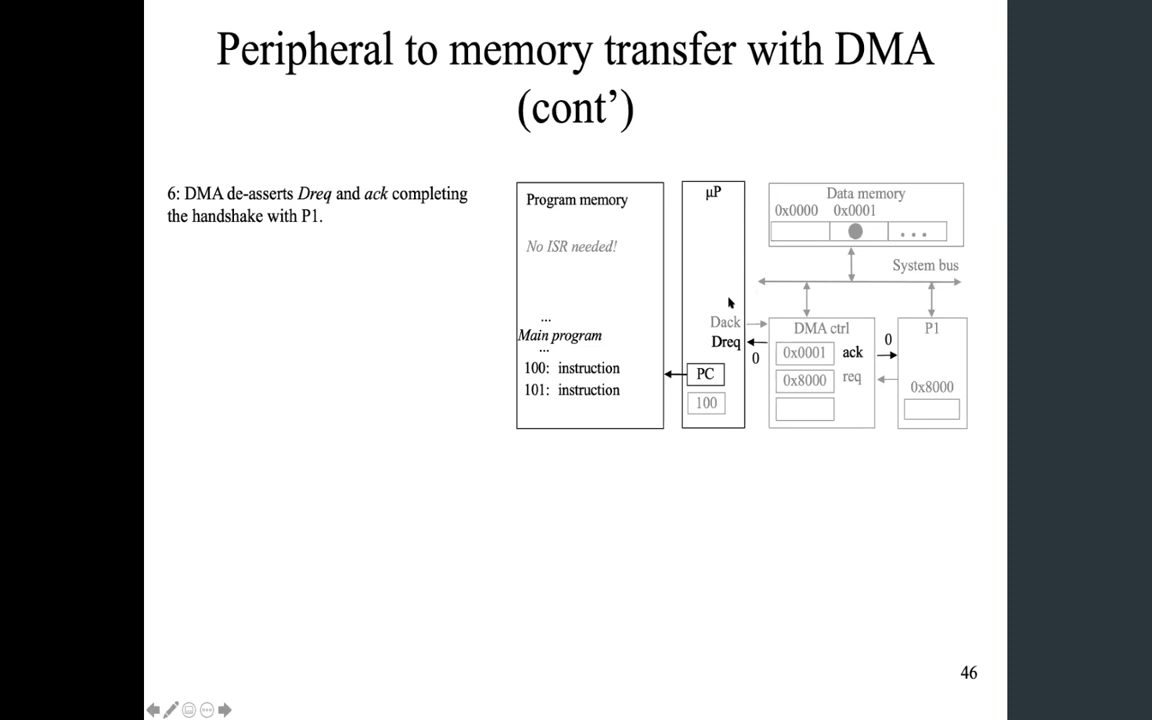 Peripheral to memory transfer with DMA
(cont’)
6: DMA de-asserts Dreq and ack completing
the handshake with P1.
Program memory
No ISR needed!
...
Main program
...
100: instruction
101: instruction
μP
Dack
Dreq
0
PC
100
Data memory
0x0000 0x0001
...
System bus
DMA ctrl
0x0001 ack
0x8000 req
0
P1
0x8000
46